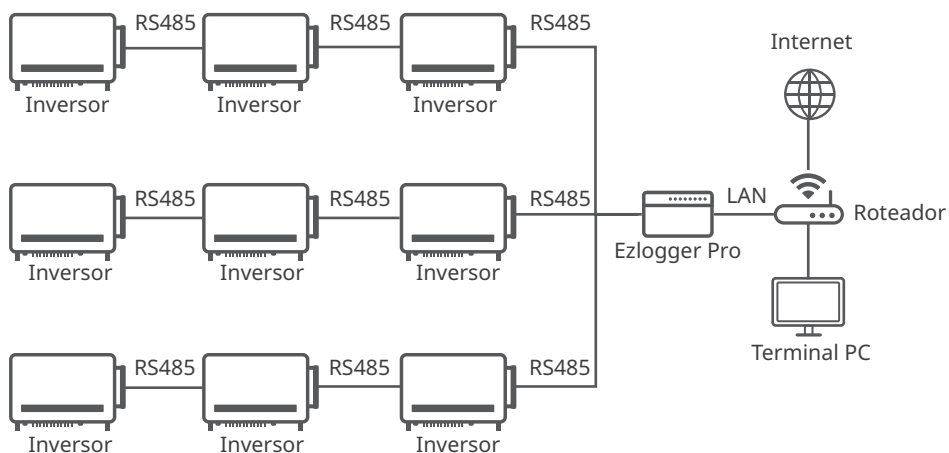 RS485 RS485 RS485
Internet
Inversor Inversor Inversor
RS485 RS485 RS485
LAN
Roteador
Ezlogger Pro
Inversor Inversor Inversor
Terminal PC
RS485 RS485 RS485
Inversor Inversor Inversor